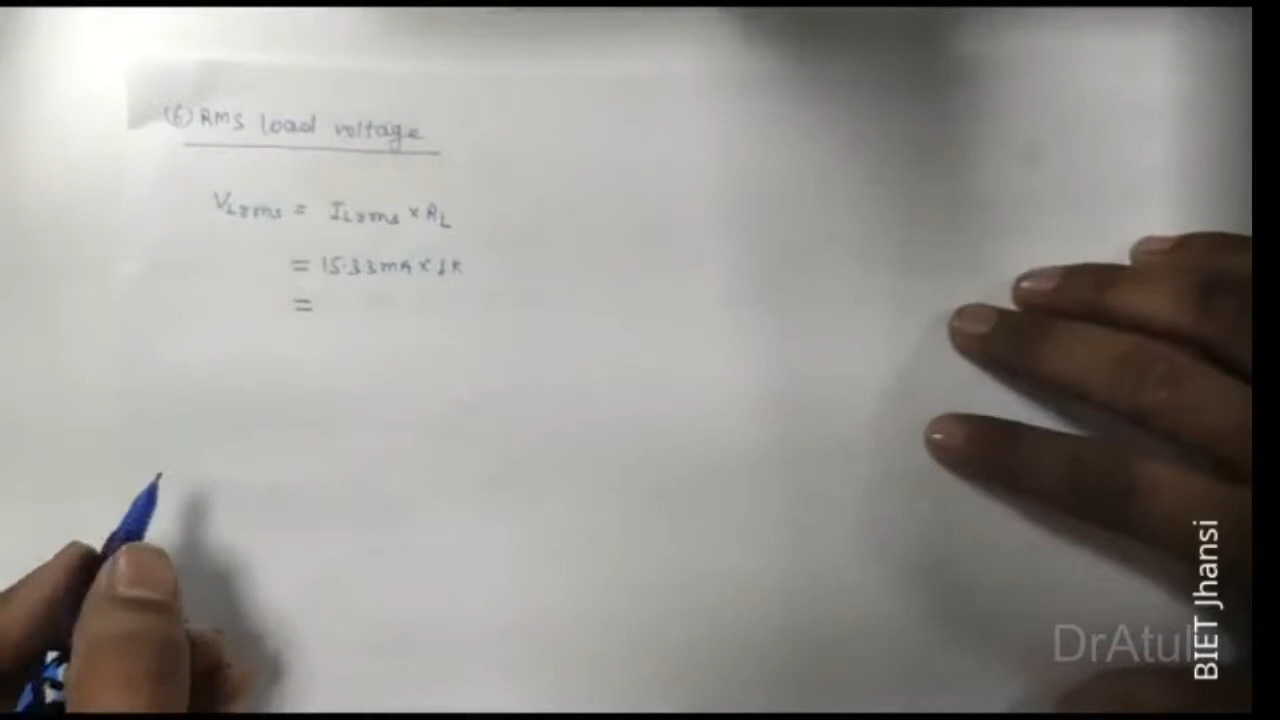 (f) RMS load voltage
VLrms = ILrms × RL
= 15.33mA × 1K
=
DrAtul
BIET Jhansi